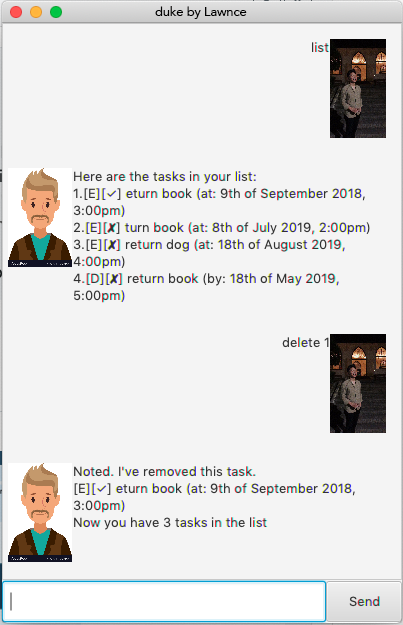 duke by Lawnce
list
Here are the tasks in your list:
1.[E][✓] eturn book (at: 9th of September 2018,
3:00pm)
2.[E][✘] turn book (at: 8th of July 2019, 2:00pm)
3.[E][✘] return dog (at: 18th of August 2019,
4:00pm)
4.[D][✘] return book (by: 18th of May 2019,
5:00pm)
delete 1
Noted. I've removed this task.
[E][✓] eturn book (at: 9th of September 2018,
3:00pm)
Now you have 3 tasks in the list
Send